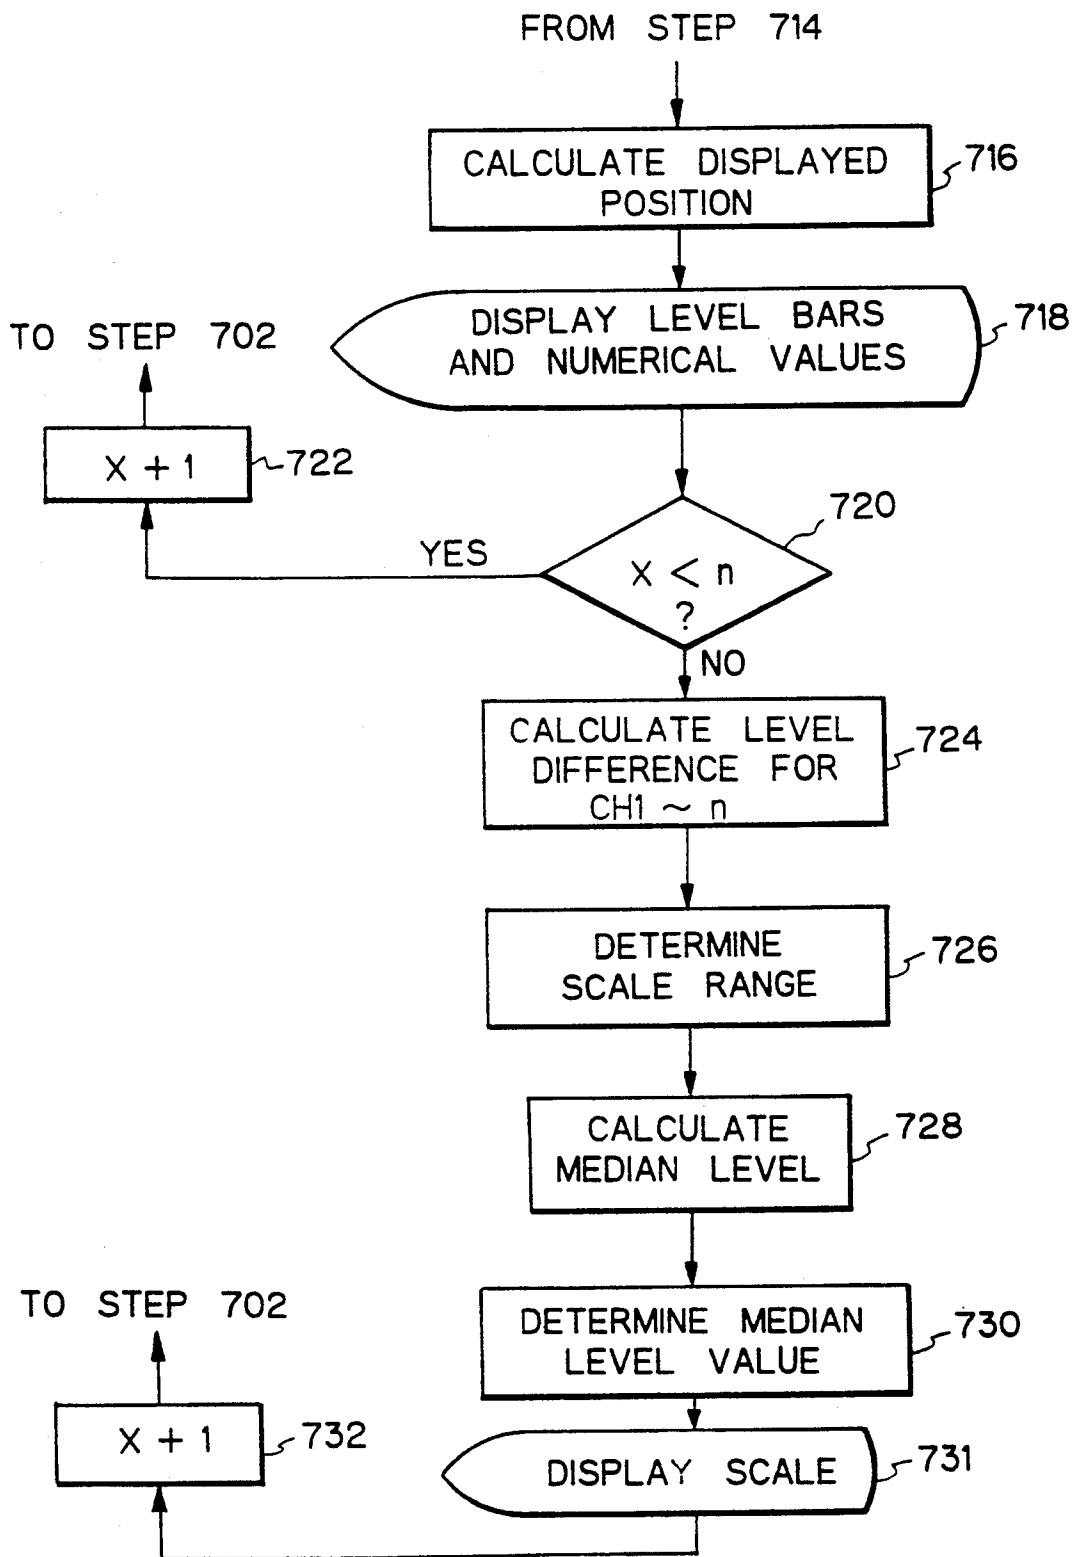 FROM STEP 714
CALCULATE DISPLAYED
POSITION
716
DISPLAY LEVEL BARS
AND NUMERICAL VALUES
718
TO STEP 702
X + 1
722
720
YES
X < n
?
NO
CALCULATE LEVEL
DIFFERENCE FOR
CH1 ~ n
724
DETERMINE
SCALE RANGE
726
CALCULATE
MEDIAN LEVEL
728
DETERMINE MEDIAN
LEVEL VALUE
730
TO STEP 702
X + 1
732
DISPLAY SCALE
731